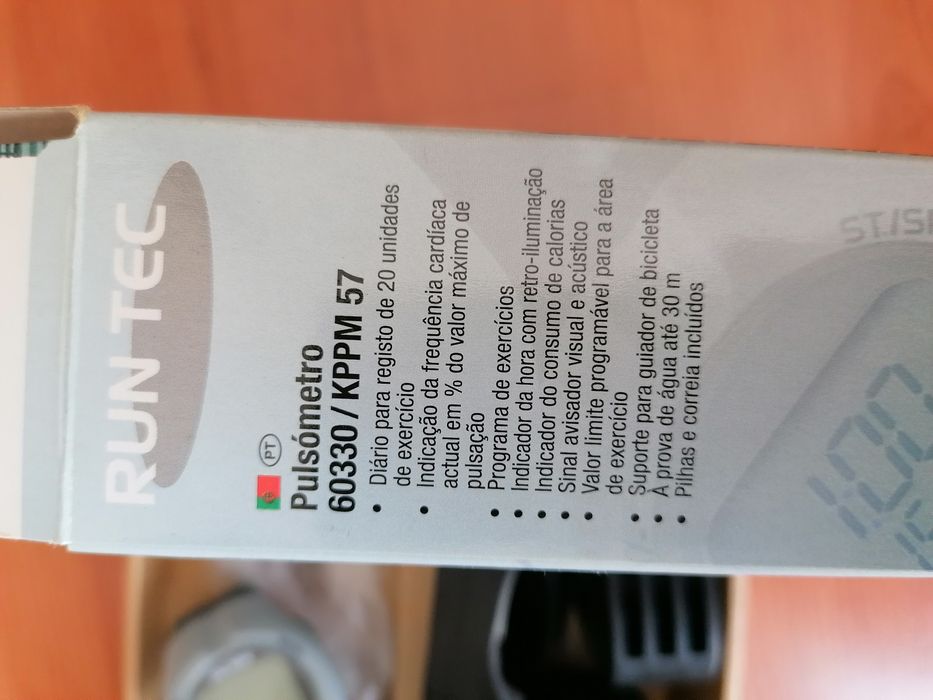 RUN TEC
PT
Pulsómetro
60330 / KPPM 57
• Diário para registo de 20 unidades
de exercício
• Indicação da frequência cardíaca
actual em % do valor máximo de
pulsação
• Programa de exercícios
• Indicador da hora com retro-iluminação
• Indicador do consumo de calorias
• Sinal avisador visual e acústico
• Valor limite programável para a área
de exercício
• Suporte para guiador de bicicleta
• À prova de água até 30 m
• Pilhas e correia incluídos